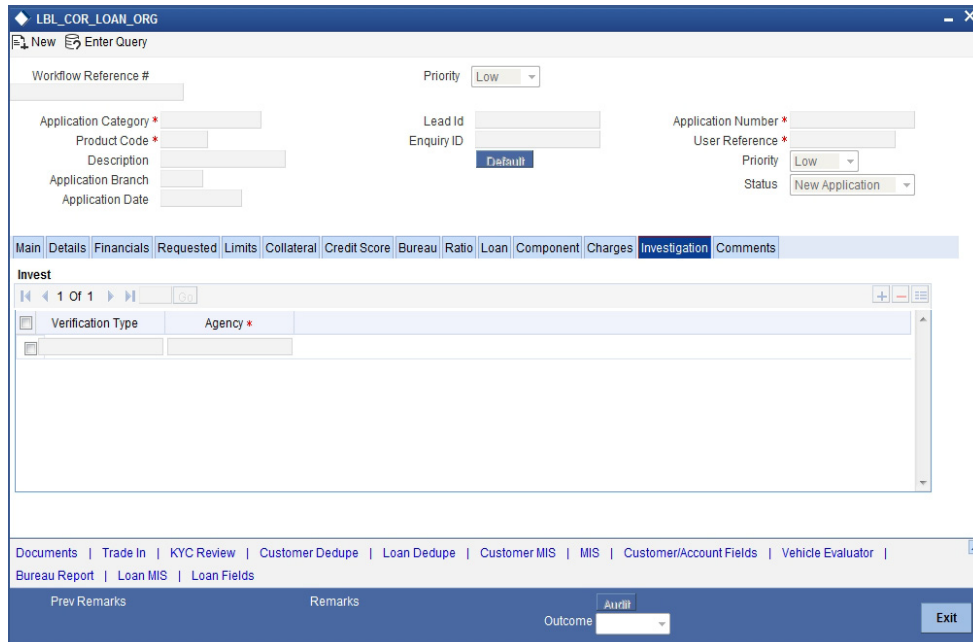 LBL_COR_LOAN_ORG
New Enter Query
Workflow Reference # Priority Low
Application Category * Lead Id Application Number *
Product Code * Enquiry ID User Reference *
Description Default Priority Low
Application Branch Status New Application
Application Date
Main Details Financials Requested Limits Collateral Credit Score Bureau Ratio Loan Component Charges Investigation Comments
Invest
1 Of 1 Go
Verification Type Agency *
Documents | Trade In | KYC Review | Customer Dedupe | Loan Dedupe | Customer MIS | MIS | Customer/Account Fields | Vehicle Evaluator |
Bureau Report | Loan MIS | Loan Fields
Prev Remarks Remarks Audit
Outcome Exit